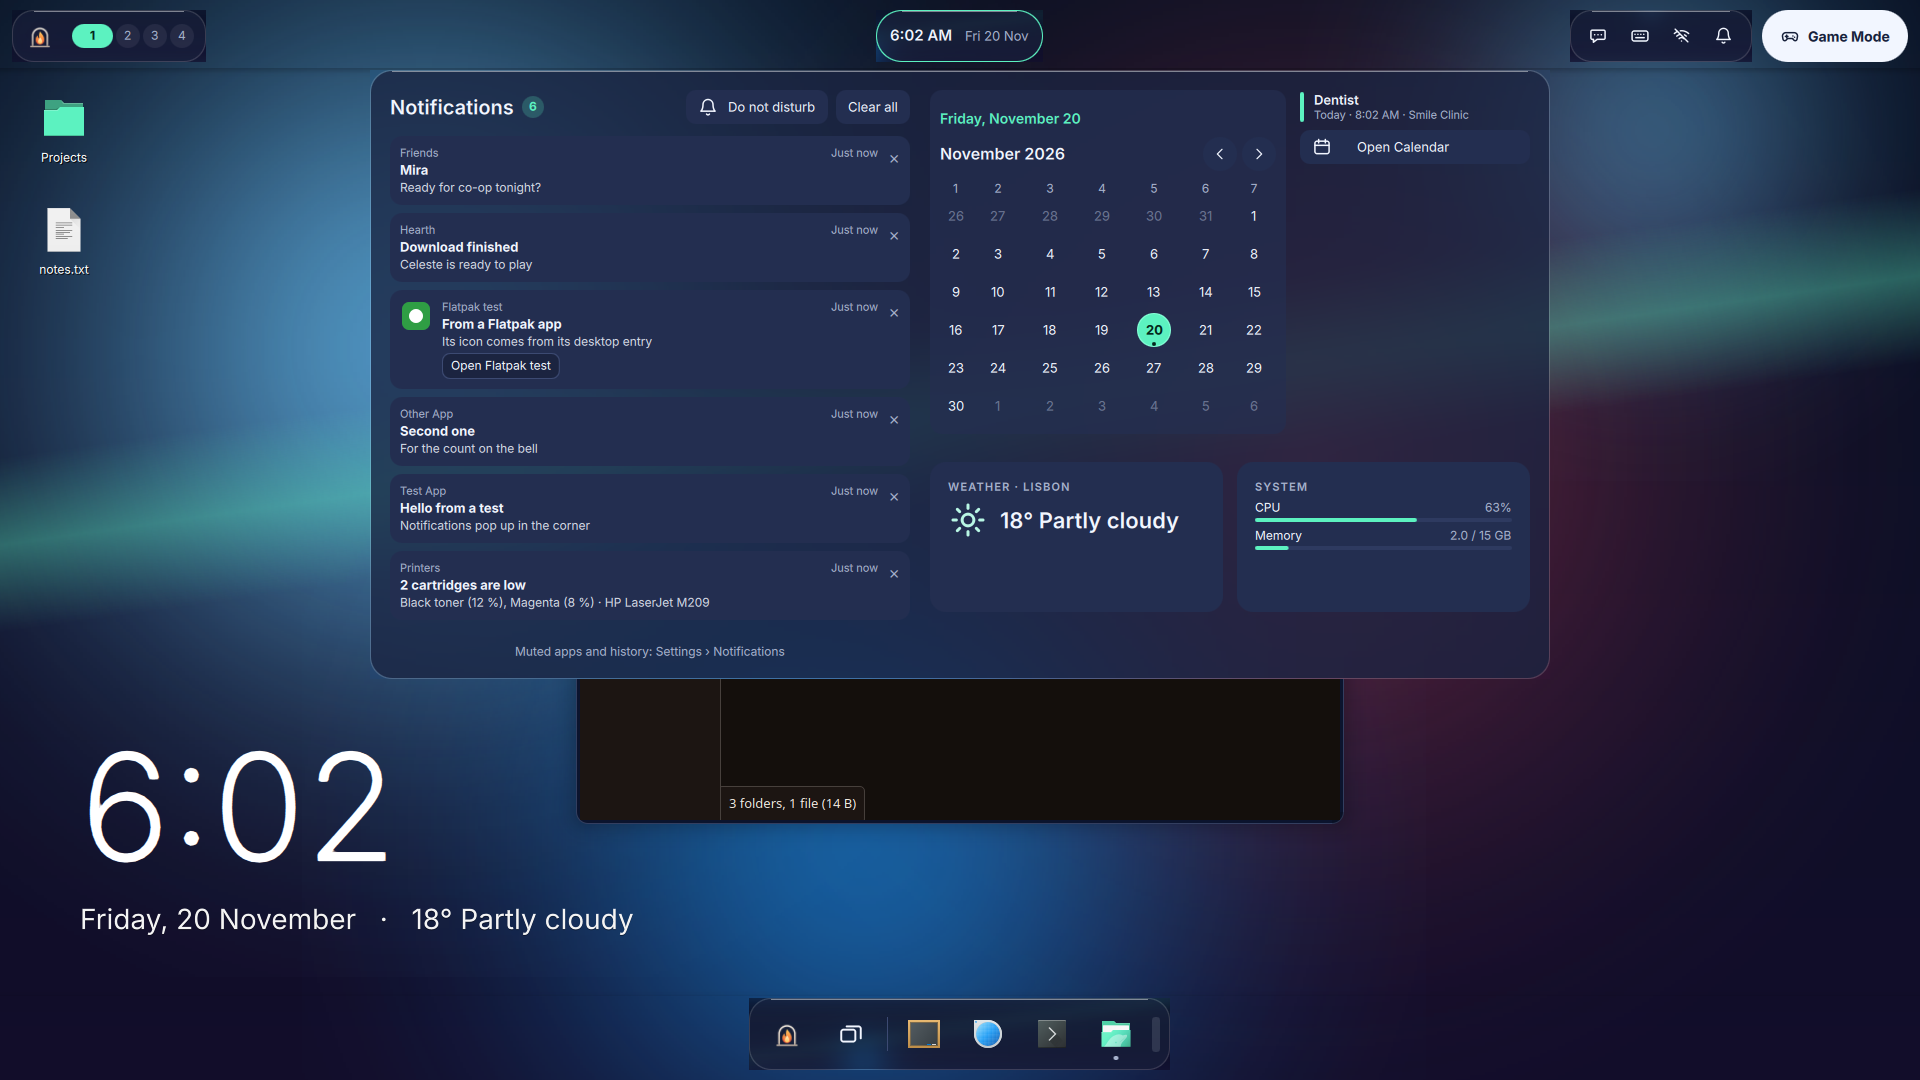 1 2 3 4
6:02 AM Fri 20 Nov
Game Mode
Projects
notes.txt
Notifications 6
Do not disturb
Clear all
Friends
Just now
Mira
Ready for co-op tonight?
Hearth
Just now
Download finished
Celeste is ready to play
Flatpak test
Just now
From a Flatpak app
Its icon comes from its desktop entry
Open Flatpak test
Other App
Just now
Second one
For the count on the bell
Test App
Just now
Hello from a test
Notifications pop up in the corner
Printers
Just now
2 cartridges are low
Black toner (12 %), Magenta (8 %) · HP LaserJet M209
Muted apps and history: Settings › Notifications
Friday, November 20
November 2026
1 2 3 4 5 6 7
26 27 28 29 30 31 1
2 3 4 5 6 7 8
9 10 11 12 13 14 15
16 17 18 19 20 21 22
23 24 25 26 27 28 29
30 1 2 3 4 5 6
Dentist
Today · 8:02 AM · Smile Clinic
Open Calendar
WEATHER · LISBON
18° Partly cloudy
SYSTEM
CPU 63%
Memory 2.0 / 15 GB
3 folders, 1 file (14 B)
6:02
Friday, 20 November · 18° Partly cloudy